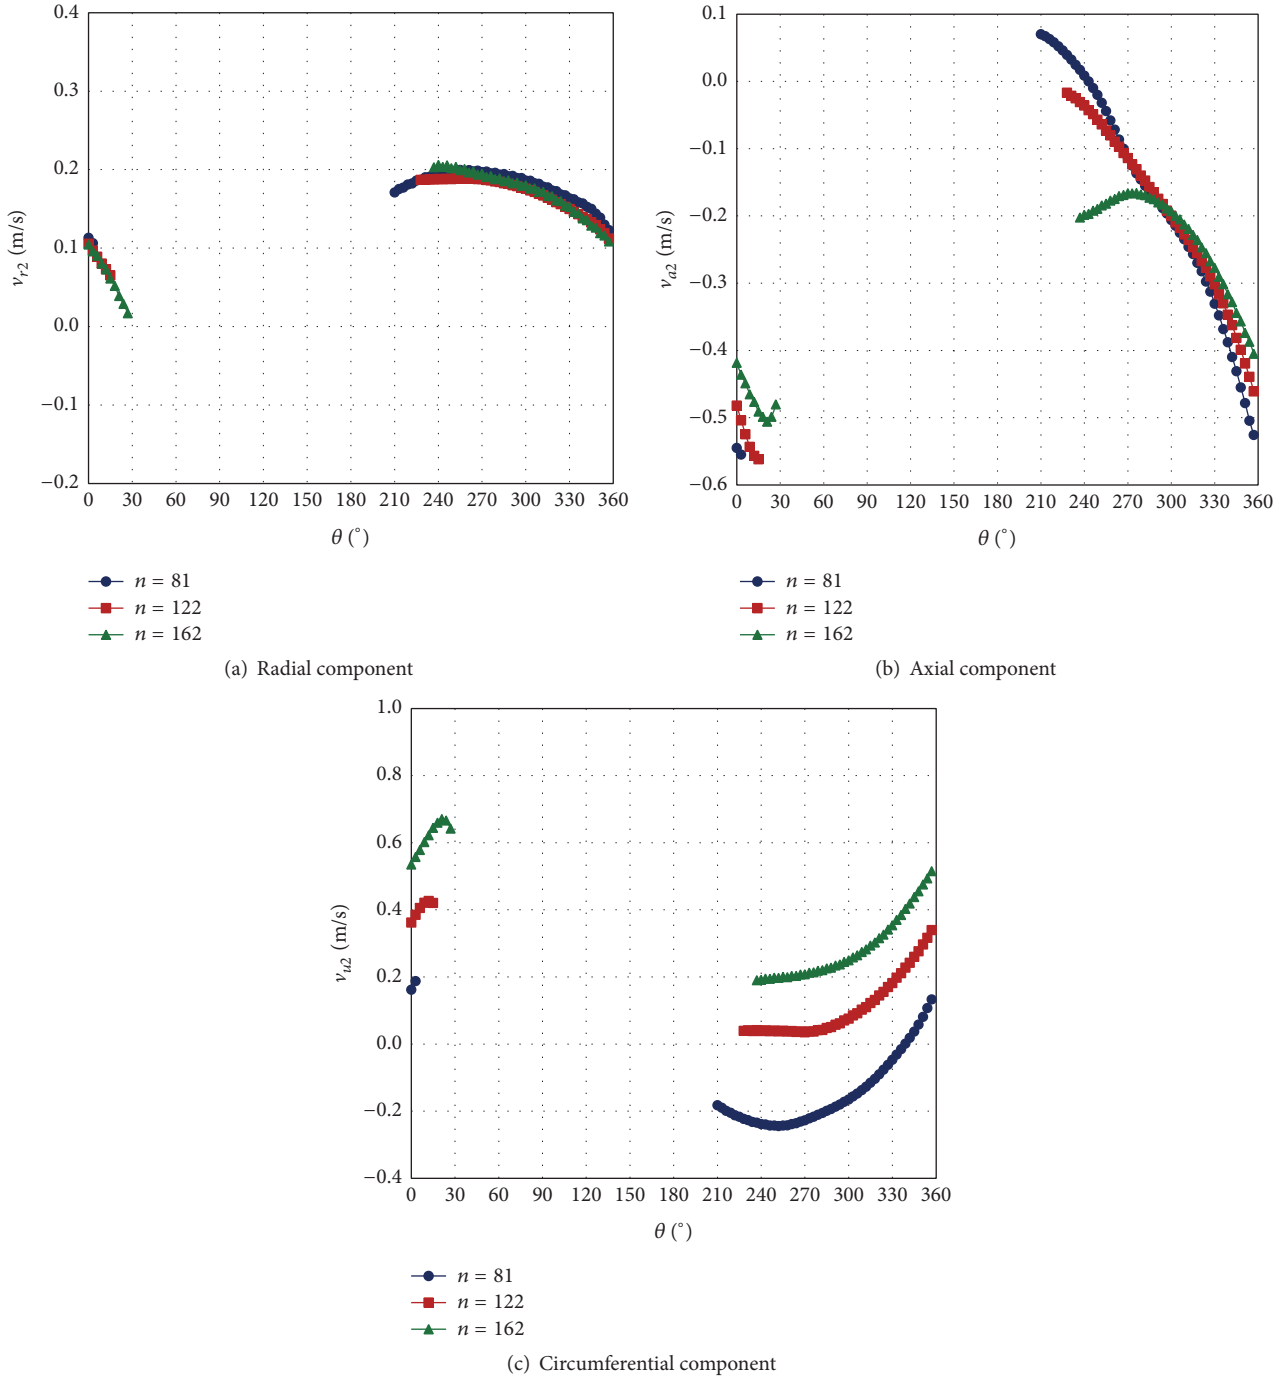 0.4
0.3
0.2
0.1
0.0
−0.1
−0.2
v_r2 (m/s)
0 30 60 90 120 150 180 210 240 270 300 330 360
θ (°)
n = 81
n = 122
n = 162
(a) Radial component
0.1
0.0
−0.1
−0.2
−0.3
−0.4
−0.5
−0.6
v_a2 (m/s)
0 30 60 90 120 150 180 210 240 270 300 330 360
θ (°)
n = 81
n = 122
n = 162
(b) Axial component
1.0
0.8
0.6
0.4
0.2
0.0
−0.2
−0.4
v_u2 (m/s)
0 30 60 90 120 150 180 210 240 270 300 330 360
θ (°)
n = 81
n = 122
n = 162
(c) Circumferential component